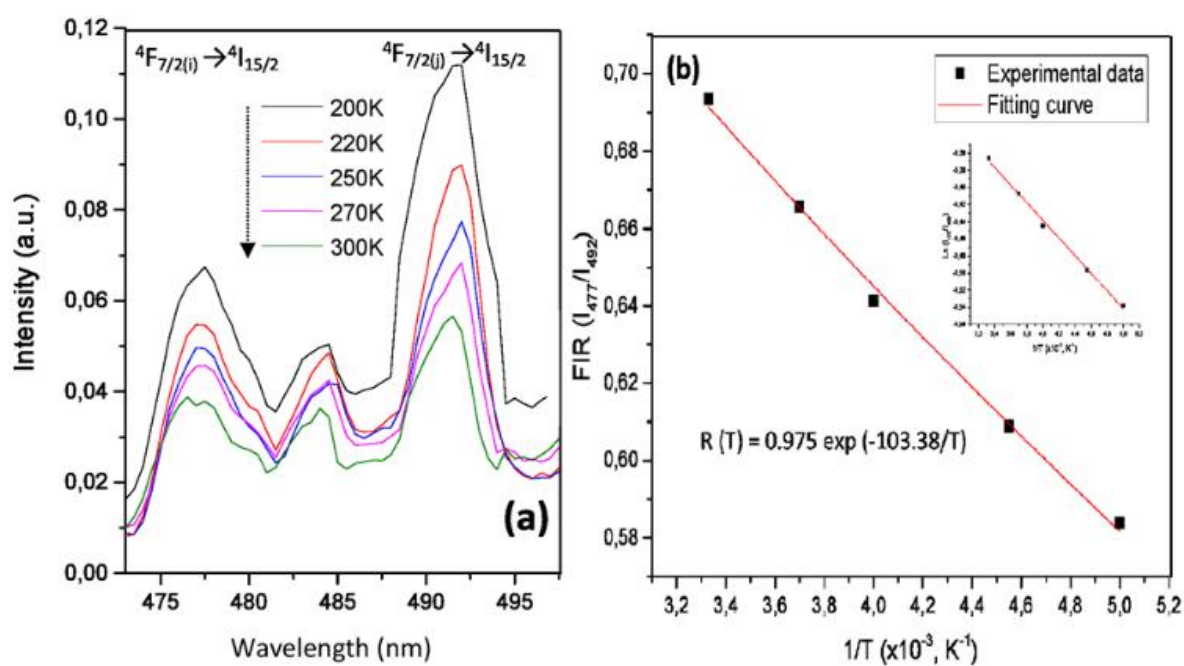 0,12
0,10
0,08
0,06
0,04
0,02
0,00
Intensity (a.u.)
⁴F₇/₂₍ᵢ₎→⁴I₁₅/₂
⁴F₇/₂₍ⱼ₎→⁴I₁₅/₂
200K
220K
250K
270K
300K
(a)
475 480 485 490 495
Wavelength (nm)
(b)
0,70
0,68
0,66
0,64
0,62
0,60
0,58
FIR (I₄₇₇/I₄₉₂)
Experimental data
Fitting curve
1/T (x10⁻³, K⁻¹)
R (T) = 0.975 exp (-103.38/T)
3,2 3,4 3,6 3,8 4,0 4,2 4,4 4,6 4,8 5,0 5,2
1/T (x10⁻³, K⁻¹)